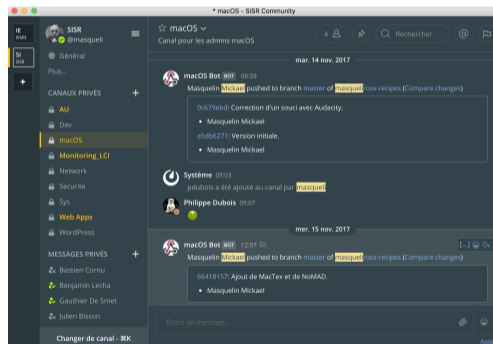 * macOS - SISR Community
SISR
@masqueli
Général
Plus...
CANAUX PRIVÉS +
AU
Dev
macOS
Monitoring_LCI
Network
Securite
Sys
Web Apps
WordPress
MESSAGES PRIVÉS +
Bastien Cornu
Benjamin Lecha
Gauthier De Smet
Julien Bisson
Changer de canal - ⌘K
macOS
Canal pour les admins macOS
4
Rechercher
@
mar. 14 nov. 2017
macOS Bot BOT 08:59
Masquelin Mickael pushed to branch master of masqueli/osx-recipes (Compare changes)
0c679ebd: Correction d'un souci avec Audacity.
• Masquelin Mickael
a5db6271: Version initiale.
• Masquelin Mickael
Système 09:03
pdubois a été ajouté au canal par masqueli
Philippe Dubois 09:07
mer. 15 nov. 2017
macOS Bot BOT 12:07
[...]
Masquelin Mickael pushed to branch master of masqueli/osx-recipes (Compare changes)
66418157: Ajout de MacTex et de NoMAD.
• Masquelin Mickael
Écrire un message...
Aide